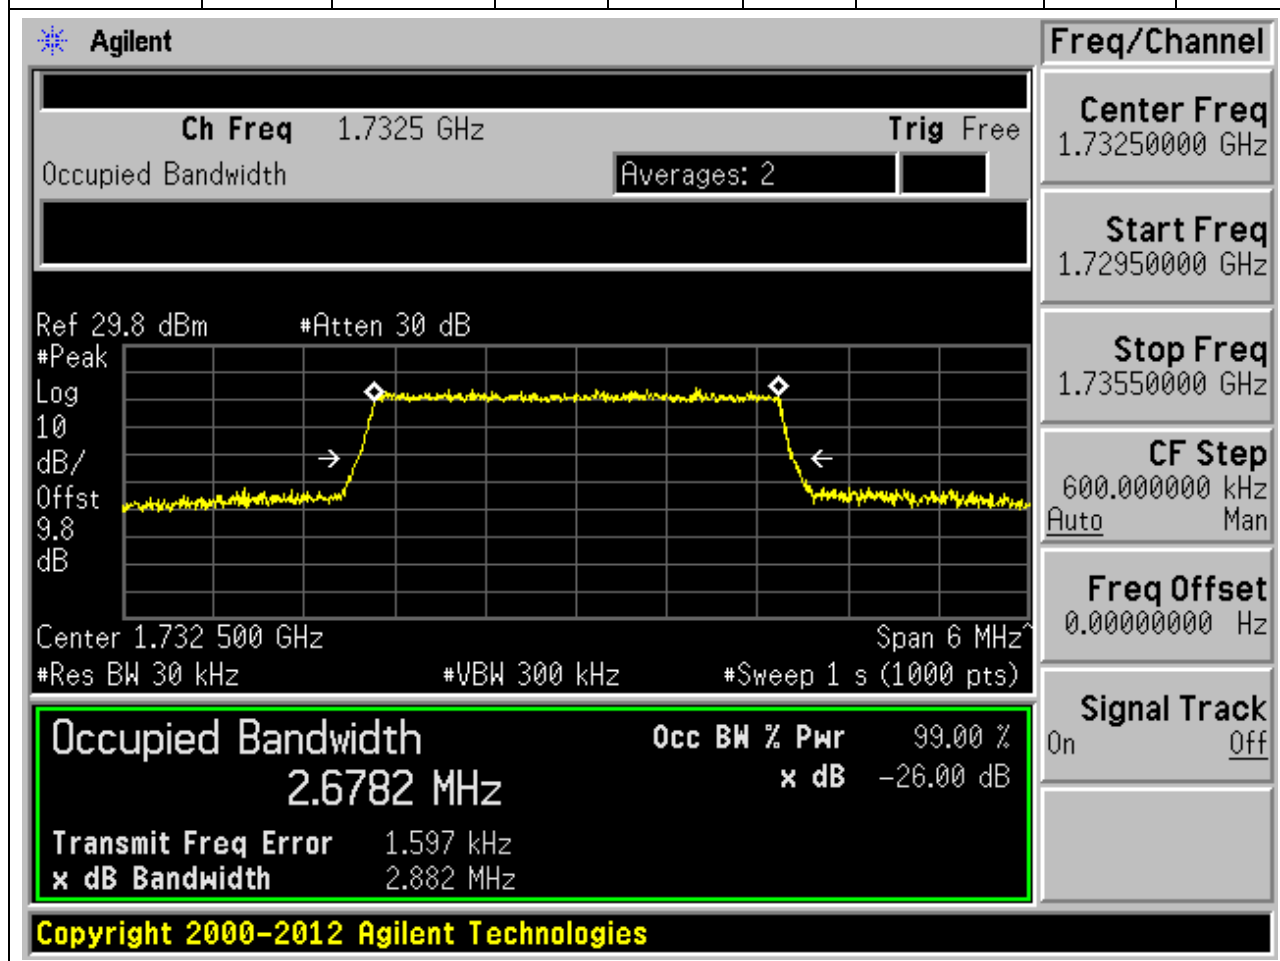 Agilent
Freq/Channel
Ch Freq 1.7325 GHz Trig Free
Occupied Bandwidth Averages: 2
Center Freq
1.73250000 GHz
Start Freq
1.72950000 GHz
Stop Freq
1.73550000 GHz
CF Step
600.000000 kHz
Auto Man
Freq Offset
0.00000000 Hz
Signal Track
On Off
Ref 29.8 dBm #Atten 30 dB
#Peak
Log
10
dB/
Offst
9.8
dB
Center 1.732 500 GHz Span 6 MHz^
#Res BW 30 kHz #VBW 300 kHz #Sweep 1 s (1000 pts)
Occupied Bandwidth Occ BW % Pwr 99.00 %
2.6782 MHz x dB -26.00 dB
Transmit Freq Error 1.597 kHz
x dB Bandwidth 2.882 MHz
Copyright 2000-2012 Agilent Technologies